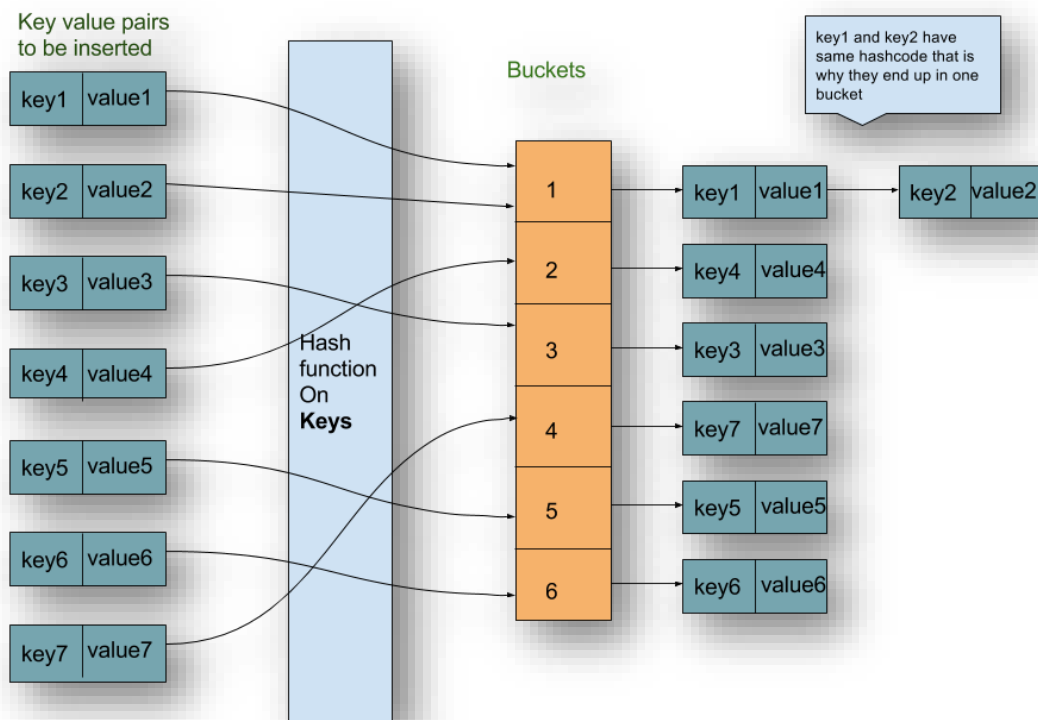 Key value pairs
to be inserted
key1 value1
key2 value2
key3 value3
key4 value4
key5 value5
key6 value6
key7 value7
Hash
function
On
Keys
Buckets
1
2
3
4
5
6
key1 and key2 have
same hashcode that is
why they end up in one
bucket
key1 value1
key2 value2
key4 value4
key3 value3
key7 value7
key5 value5
key6 value6